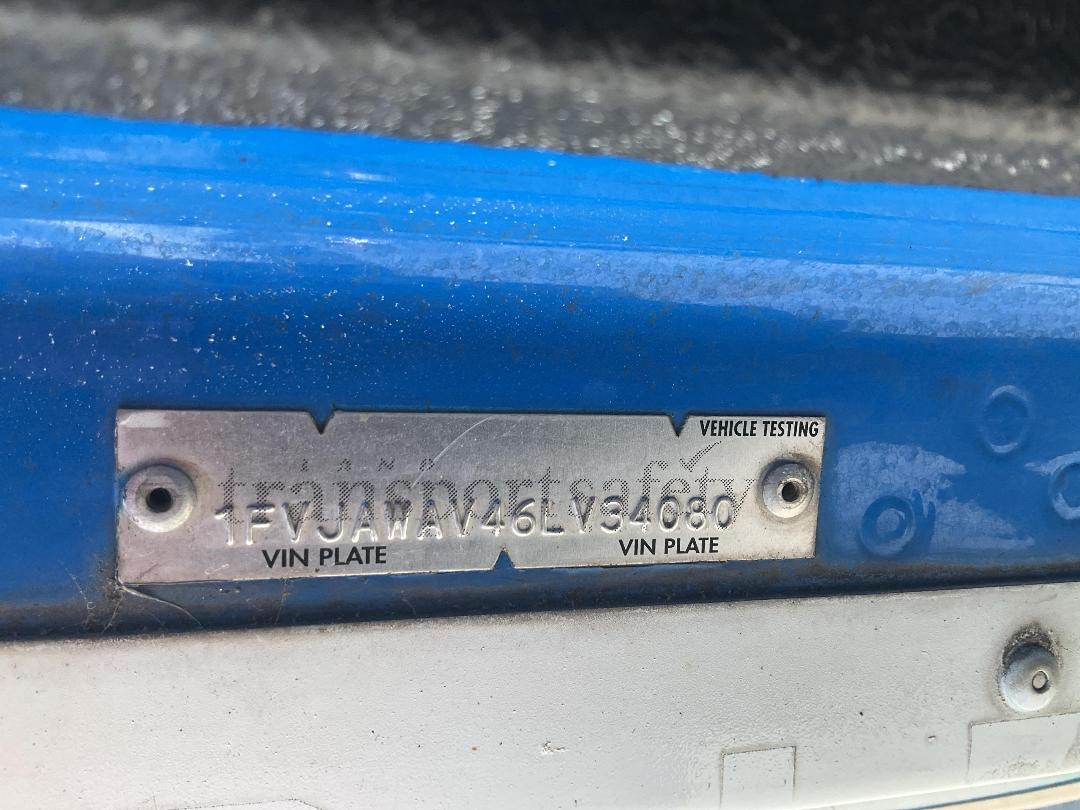 VEHICLE TESTING
transportsafety
1FVJAWAV46LV34080
VIN PLATE VIN PLATE